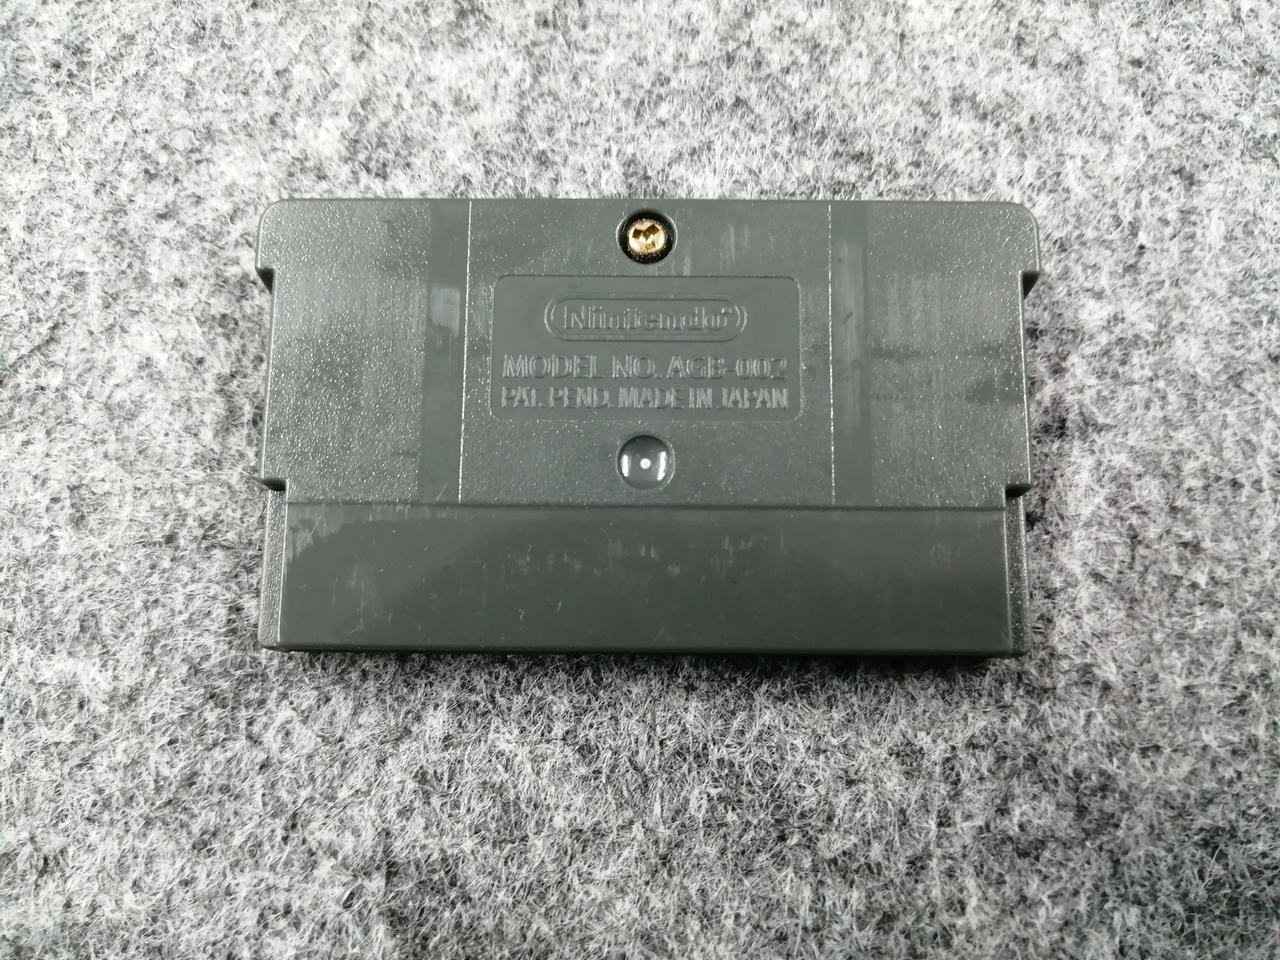 Nintendo
MODEL NO. AGB-002
PAT. PEND. MADE IN JAPAN